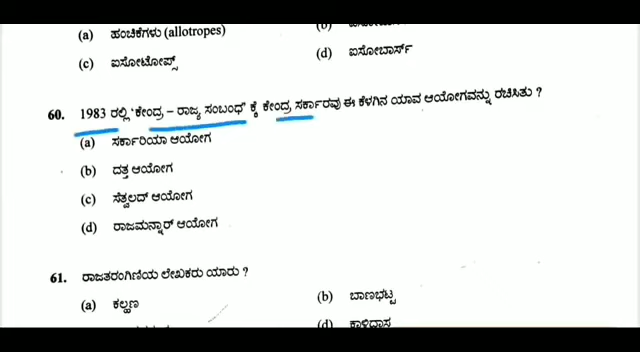 (a) ಹಂಚಿಕೆಗಳು (allotropes)
(b)
(c) ಐಸೋಟೋಪ್ಸ್
(d) ಐಸೋಬಾರ್ಸ್
60. 1983 ರಲ್ಲಿ 'ಕೇಂದ್ರ – ರಾಜ್ಯ ಸಂಬಂಧ' ಕ್ಕೆ ಕೇಂದ್ರ ಸರ್ಕಾರವು ಈ ಕೆಳಗಿನ ಯಾವ ಆಯೋಗವನ್ನು ರಚಿಸಿತು ?
(a) ಸರ್ಕಾರಿಯಾ ಆಯೋಗ
(b) ದತ್ತ ಆಯೋಗ
(c) ಸೆತ್ವಲದ್ ಆಯೋಗ
(d) ರಾಜಮನ್ನಾರ್ ಆಯೋಗ
61. ರಾಜತರಂಗಿಣಿಯ ಲೇಖಕರು ಯಾರು ?
(a) ಕಲ್ಹಣ
(b) ಬಾಣಭಟ್ಟ
(d) ಕಾಳಿದಾಸ